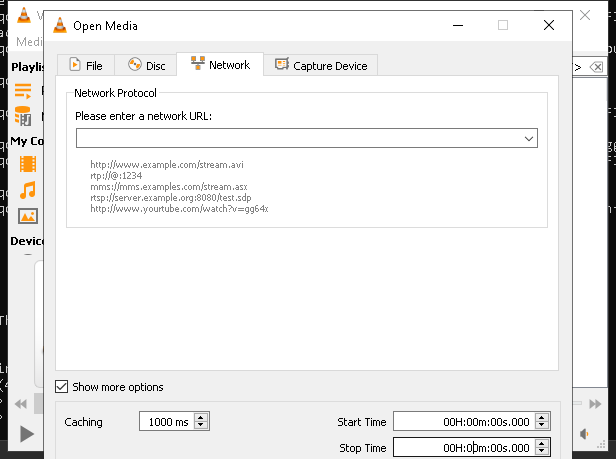 Open Media
Medi
File
Disc
Network
Capture Device
Playlis
Network Protocol
Please enter a network URL:
http://www.example.com/stream.avi
rtp://@:1234
mms://mms.examples.com/stream.asx
rtsp://server.example.org:8080/test.sdp
http://www.yourtube.com/watch?v=gg64x
My Co
Device
Show more options
Caching
1000 ms
Start Time
00H:00m:00s.000
Stop Time
00H:00m:00s.000